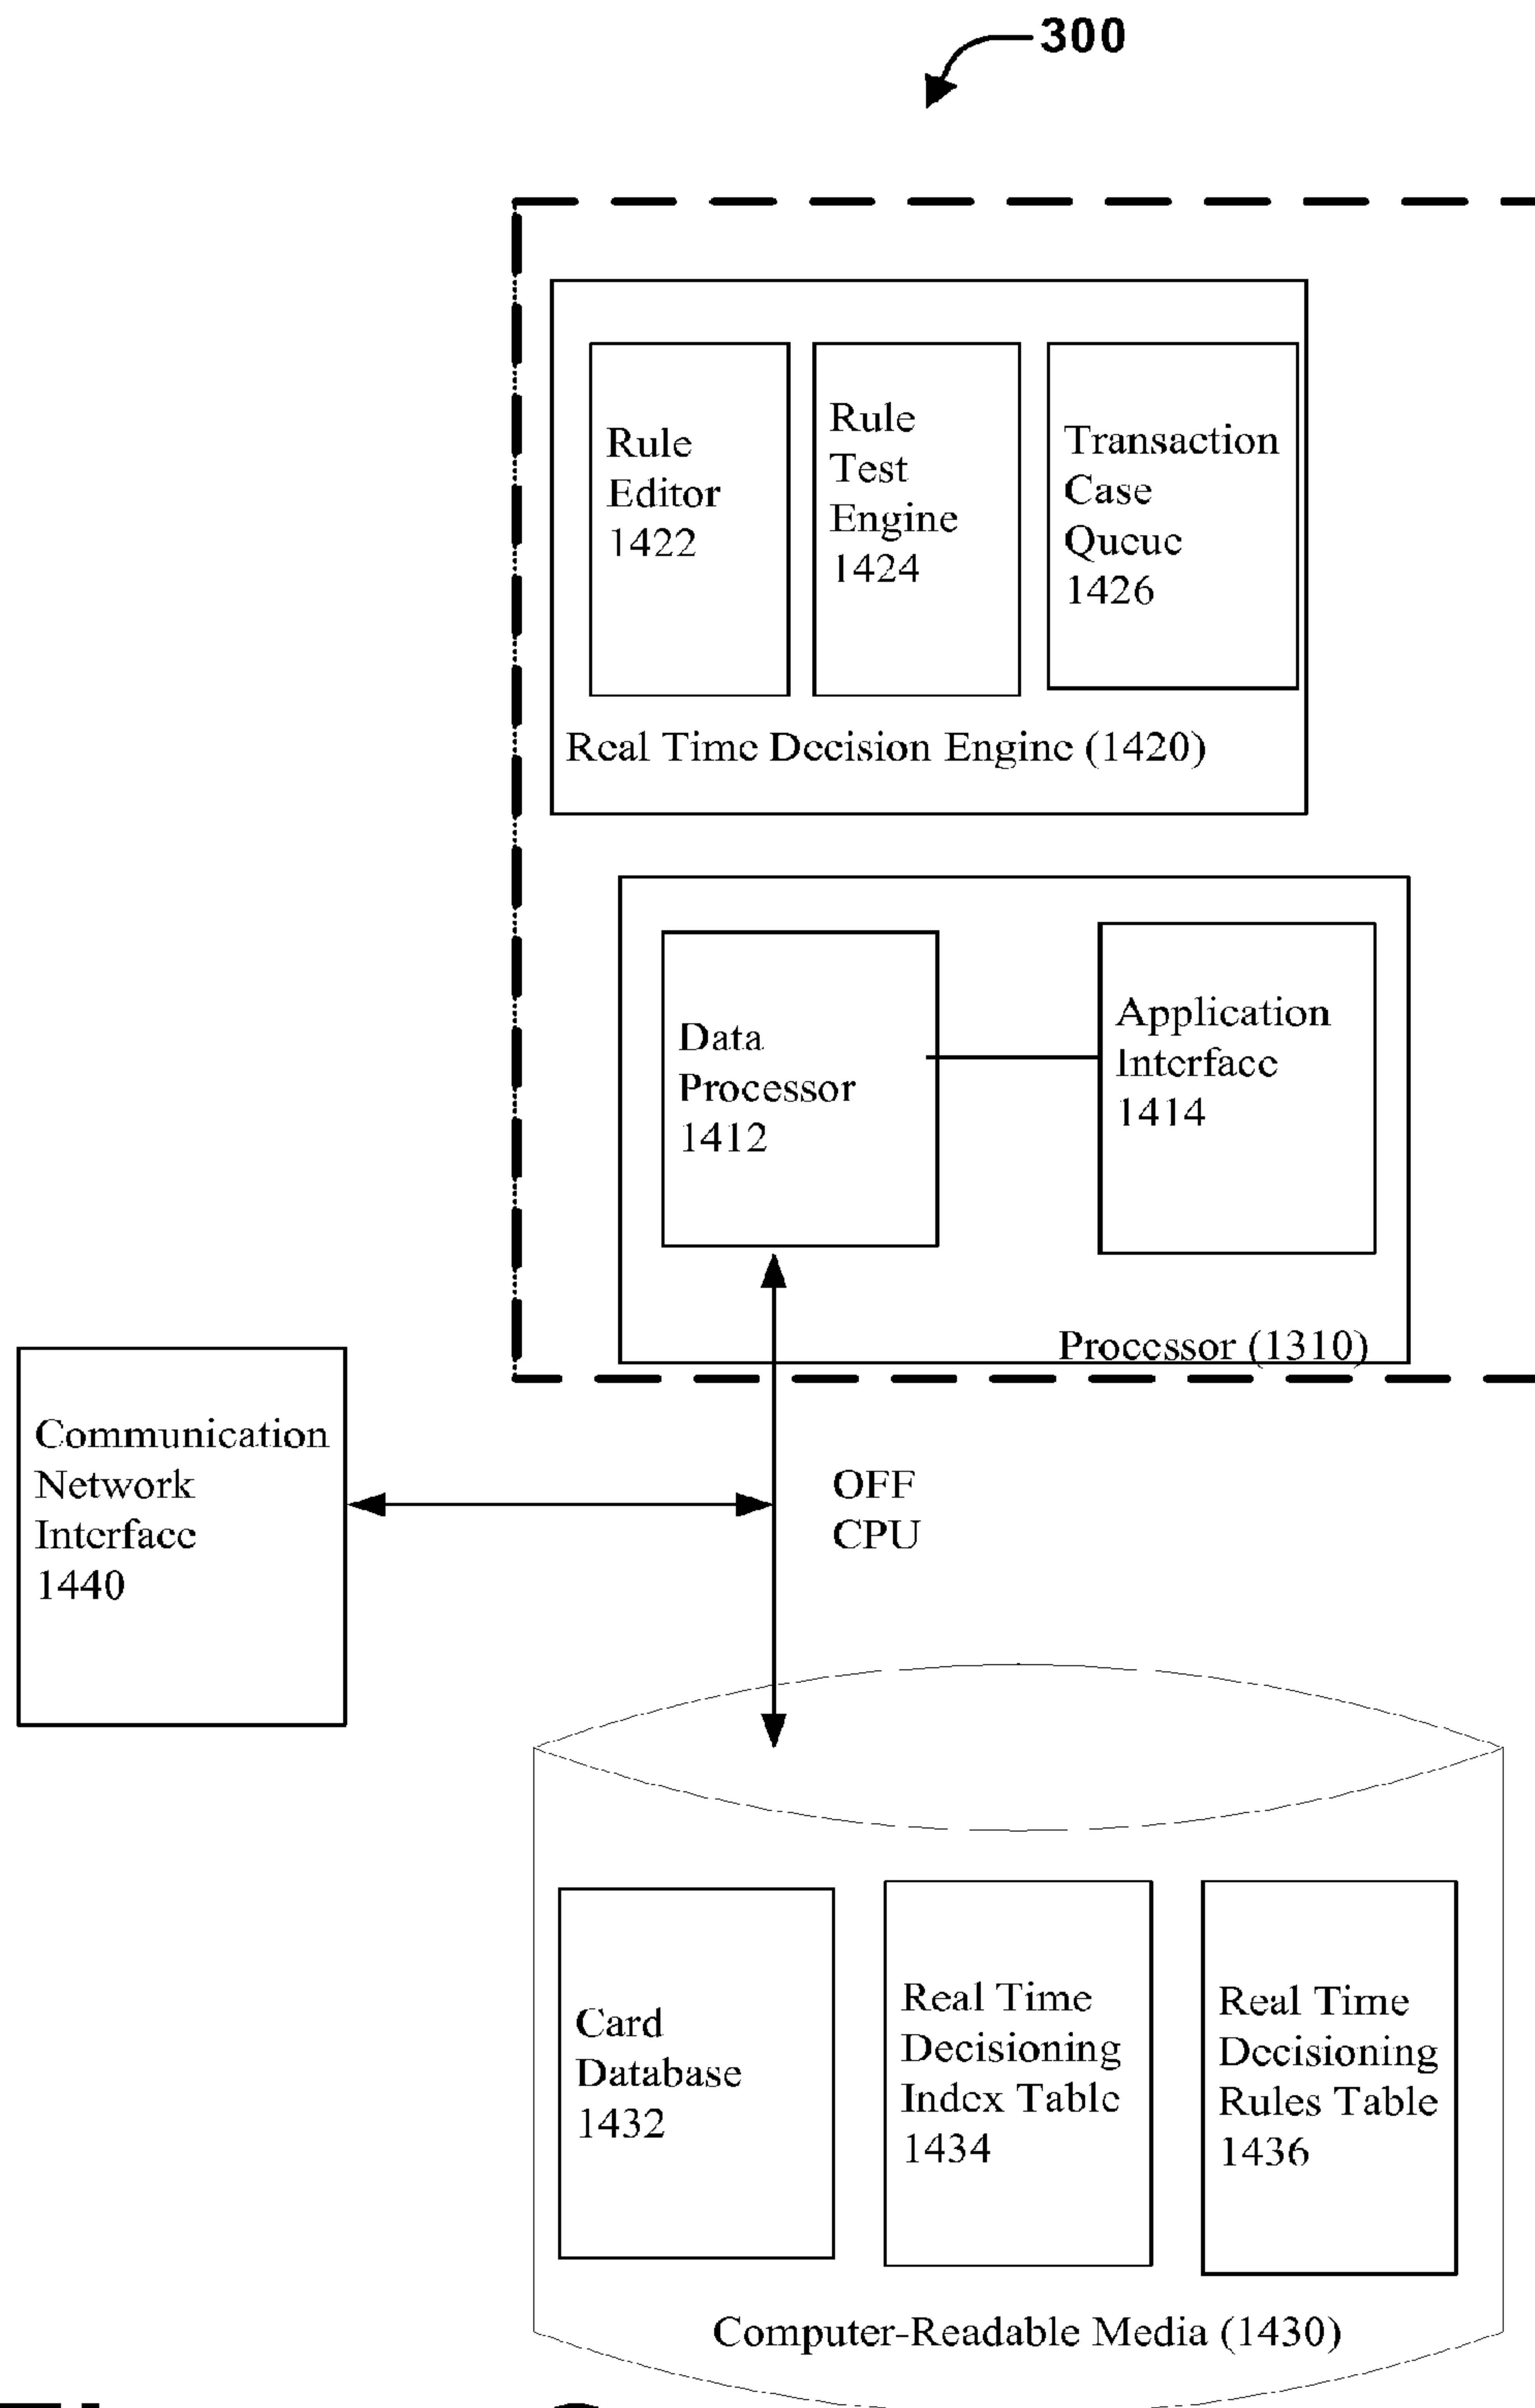 300
Rule
Editor
1422
Rule
Test
Engine
1424
Transaction
Case
Queue
1426
Real Time Decision Engine (1420)
Data
Processor
1412
Application
Interface
1414
Processor (1310)
Communication
Network
Interface
1440
OFF
CPU
Card
Database
1432
Real Time
Decisioning
Index Table
1434
Real Time
Decisioning
Rules Table
1436
Computer-Readable Media (1430)